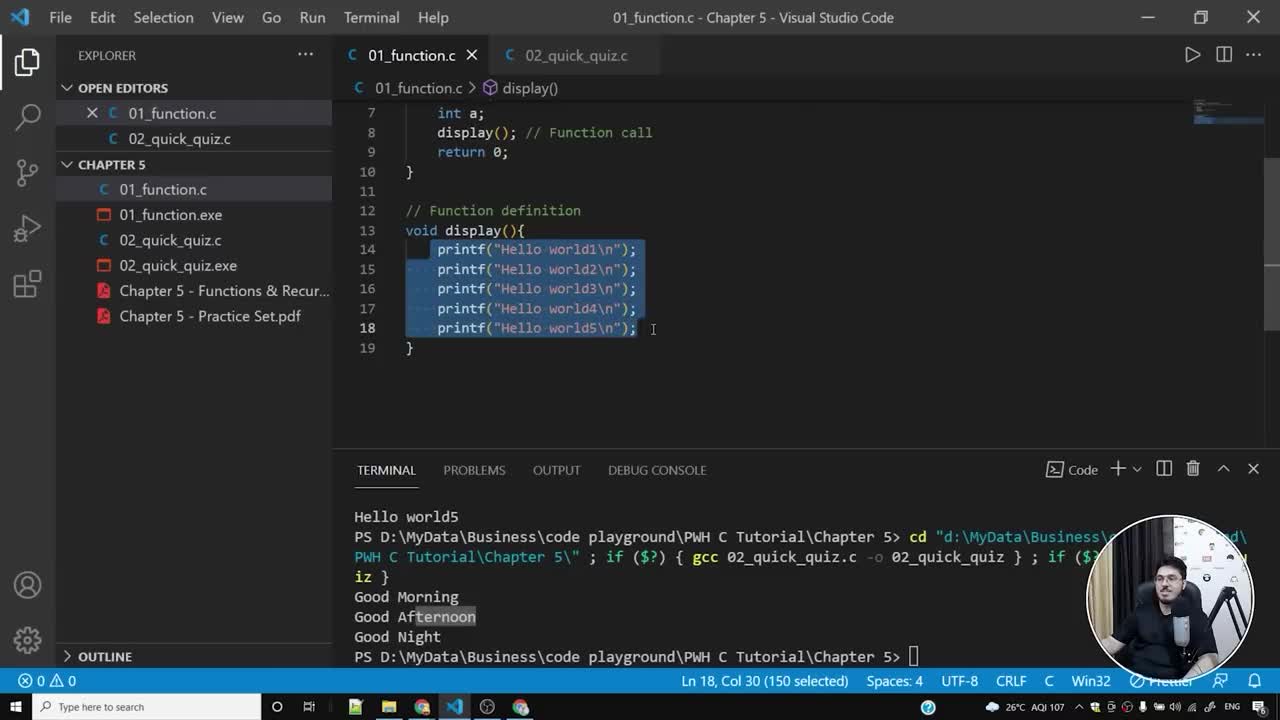 File Edit Selection View Go Run Terminal Help
01_function.c - Chapter 5 - Visual Studio Code
EXPLORER
OPEN EDITORS
01_function.c
02_quick_quiz.c
CHAPTER 5
01_function.c
01_function.exe
02_quick_quiz.c
02_quick_quiz.exe
Chapter 5 - Functions & Recur...
Chapter 5 - Practice Set.pdf
OUTLINE
C 01_function.c C 02_quick_quiz.c
C 01_function.c > display()
7 int a;
8 display(); // Function call
9 return 0;
10 }
11
12 // Function definition
13 void display(){
14 printf("Hello world1\n");
15 printf("Hello world2\n");
16 printf("Hello world3\n");
17 printf("Hello world4\n");
18 printf("Hello world5\n");
19 }
TERMINAL PROBLEMS OUTPUT DEBUG CONSOLE Code
Hello world5
PS D:\MyData\Business\code playground\PWH C Tutorial\Chapter 5> cd "d:\MyData\Business\
PWH C Tutorial\Chapter 5\" ; if ($?) { gcc 02_quick_quiz.c -o 02_quick_quiz } ; if ($
iz }
Good Morning
Good Afternoon
Good Night
PS D:\MyData\Business\code playground\PWH C Tutorial\Chapter 5>
0 0 Ln 18, Col 30 (150 selected) Spaces: 4 UTF-8 CRLF C Win32 Prettier
Type here to search 26°C AQI 107 ENG